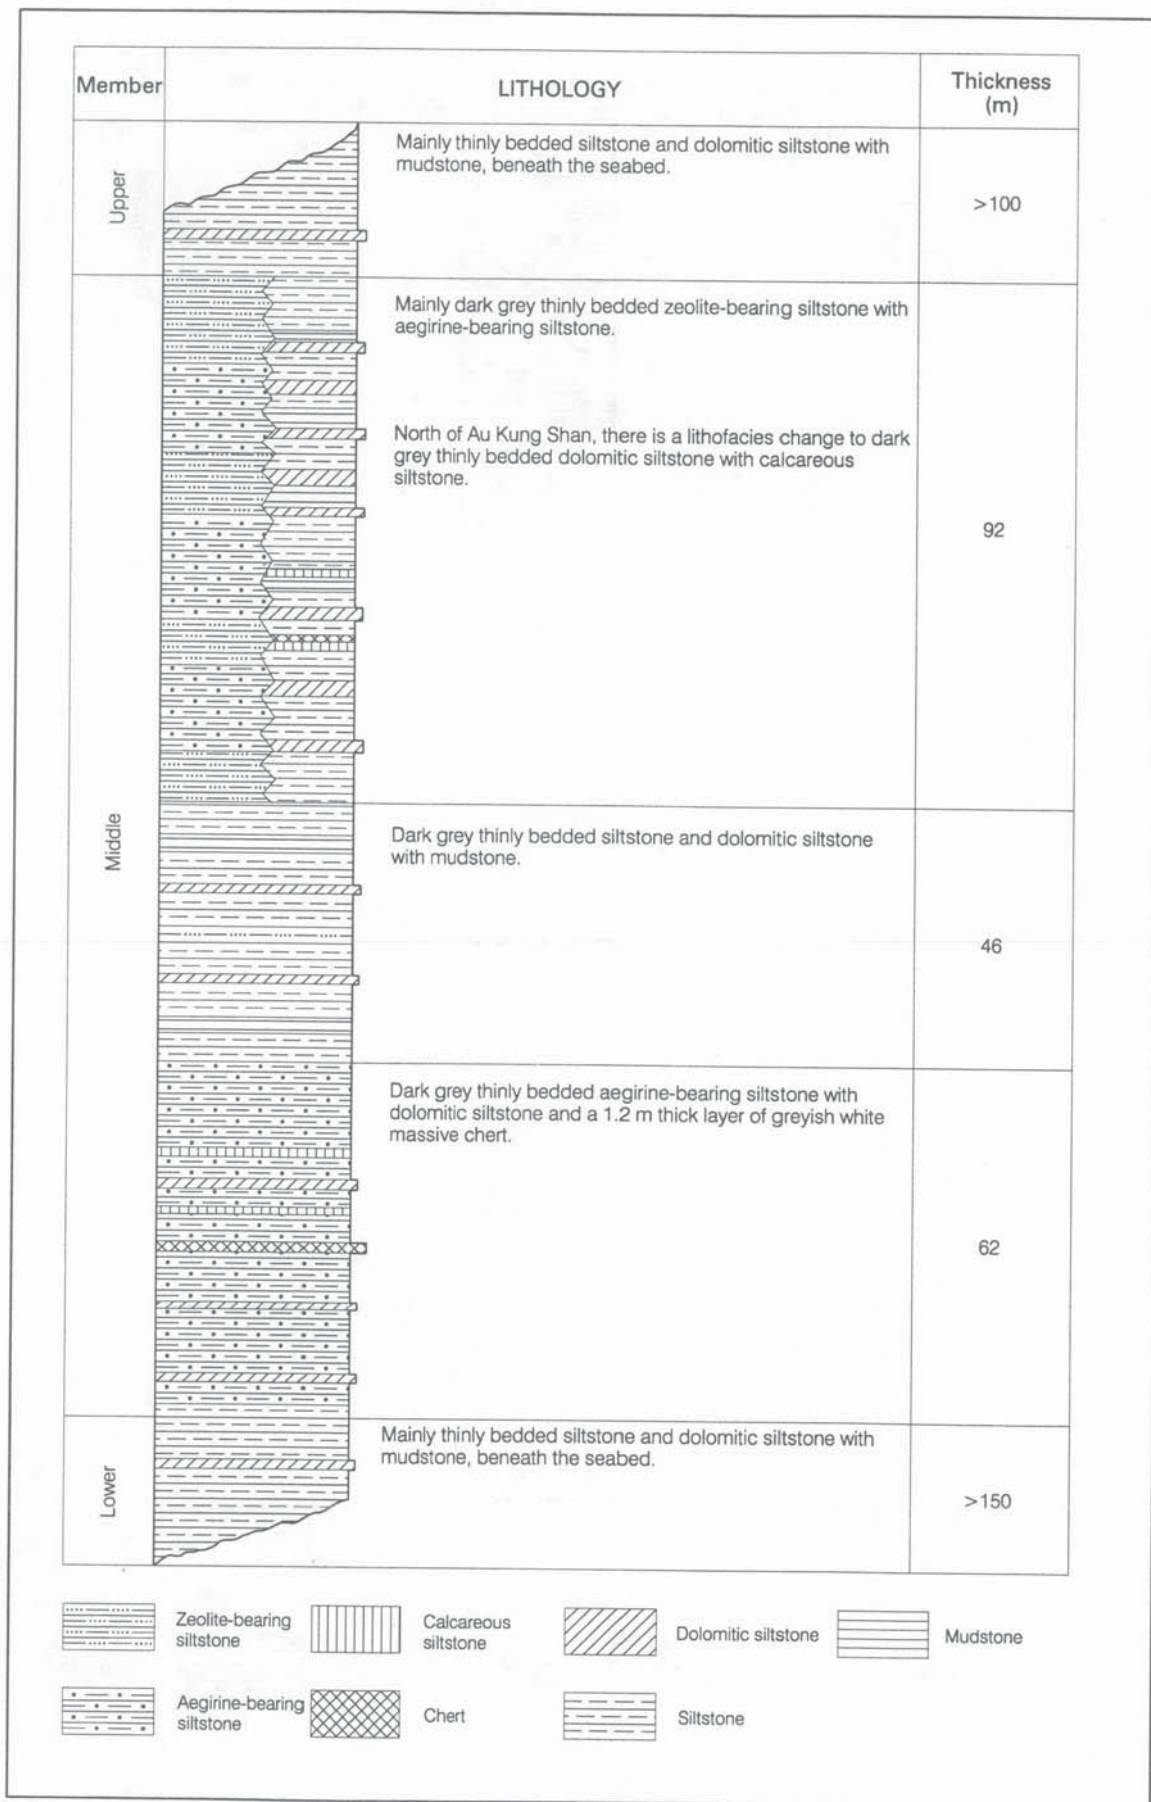 Member
LITHOLOGY
Thickness
(m)
Upper
Mainly thinly bedded siltstone and dolomitic siltstone with
mudstone, beneath the seabed.
>100
Middle
Mainly dark grey thinly bedded zeolite-bearing siltstone with
aegirine-bearing siltstone.
North of Au Kung Shan, there is a lithofacies change to dark
grey thinly bedded dolomitic siltstone with calcareous
siltstone.
92
Dark grey thinly bedded siltstone and dolomitic siltstone
with mudstone.
46
Dark grey thinly bedded aegirine-bearing siltstone with
dolomitic siltstone and a 1.2 m thick layer of greyish white
massive chert.
62
Lower
Mainly thinly bedded siltstone and dolomitic siltstone with
mudstone, beneath the seabed.
>150
Zeolite-bearing
siltstone
Calcareous
siltstone
Dolomitic siltstone
Mudstone
Aegirine-bearing
siltstone
Chert
Siltstone